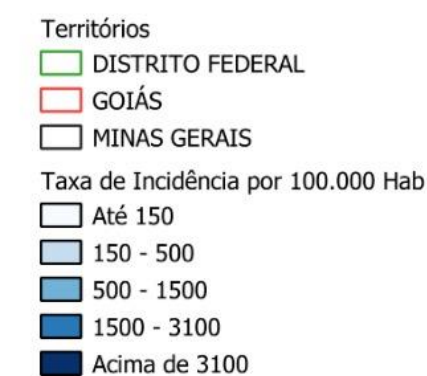 Territórios
DISTRITO FEDERAL
GOIÁS
MINAS GERAIS
Taxa de Incidência por 100.000 Hab
Até 150
150 - 500
500 - 1500
1500 - 3100
Acima de 3100